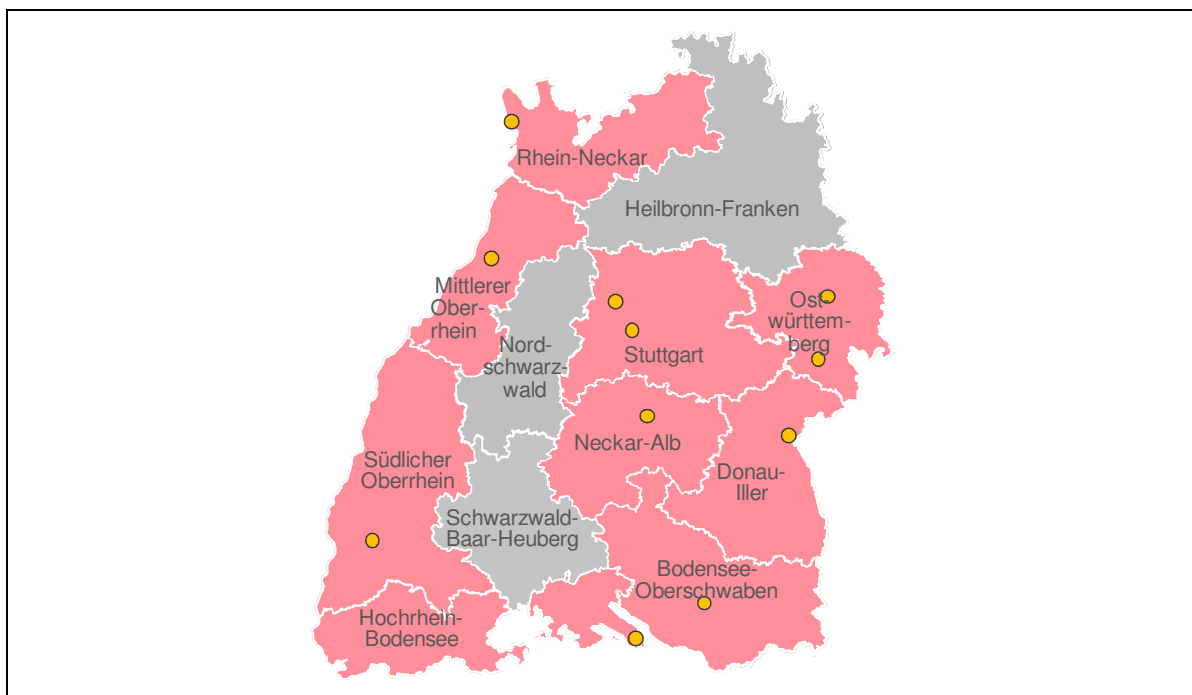 Rhein-Neckar
Heilbronn-Franken
Mittlerer
Ober-
rhein
Ost-
württem-
berg
Stuttgart
Nord-
schwarz-
wald
Neckar-Alb
Südlicher
Oberrhein
Donau-
Iller
Schwarzwald-
Baar-Heuberg
Bodensee-
Oberschwaben
Hochrhein-
Bodensee